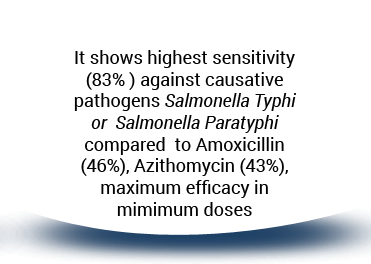 It shows highest sensitivity
(83% ) against causative
pathogens Salmonella Typhi
or Salmonella Paratyphi
compared to Amoxicillin
(46%), Azithomycin (43%),
maximum efficacy in
mimimum doses